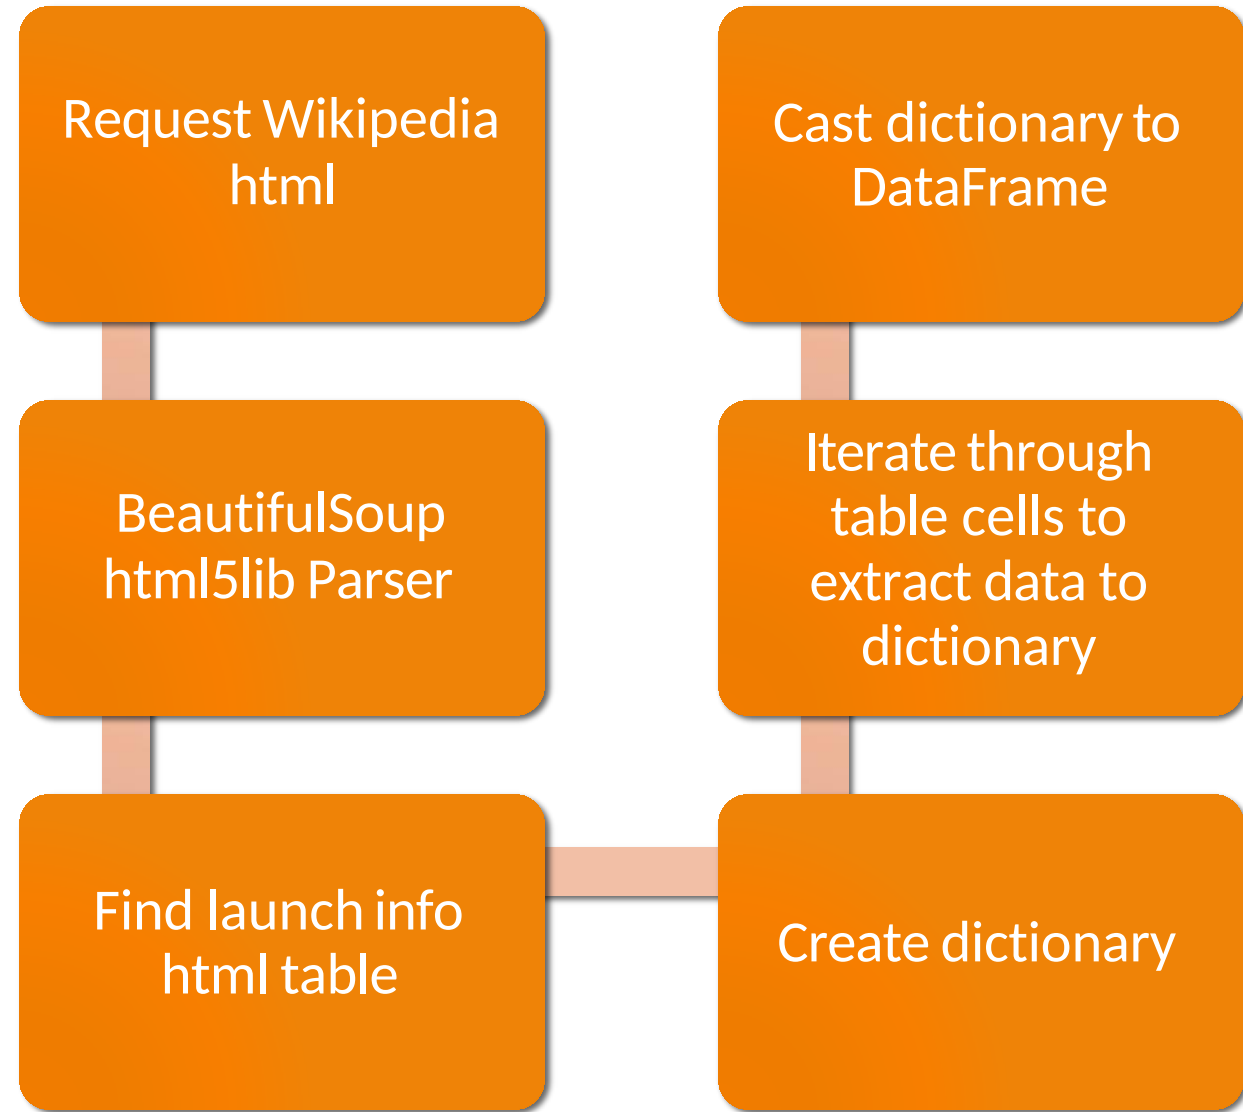 Request Wikipedia
html
BeautifulSoup
html5lib Parser
Find launch info
html table
Create dictionary
Iterate through
table cells to
extract data to
dictionary
Cast dictionary to
DataFrame